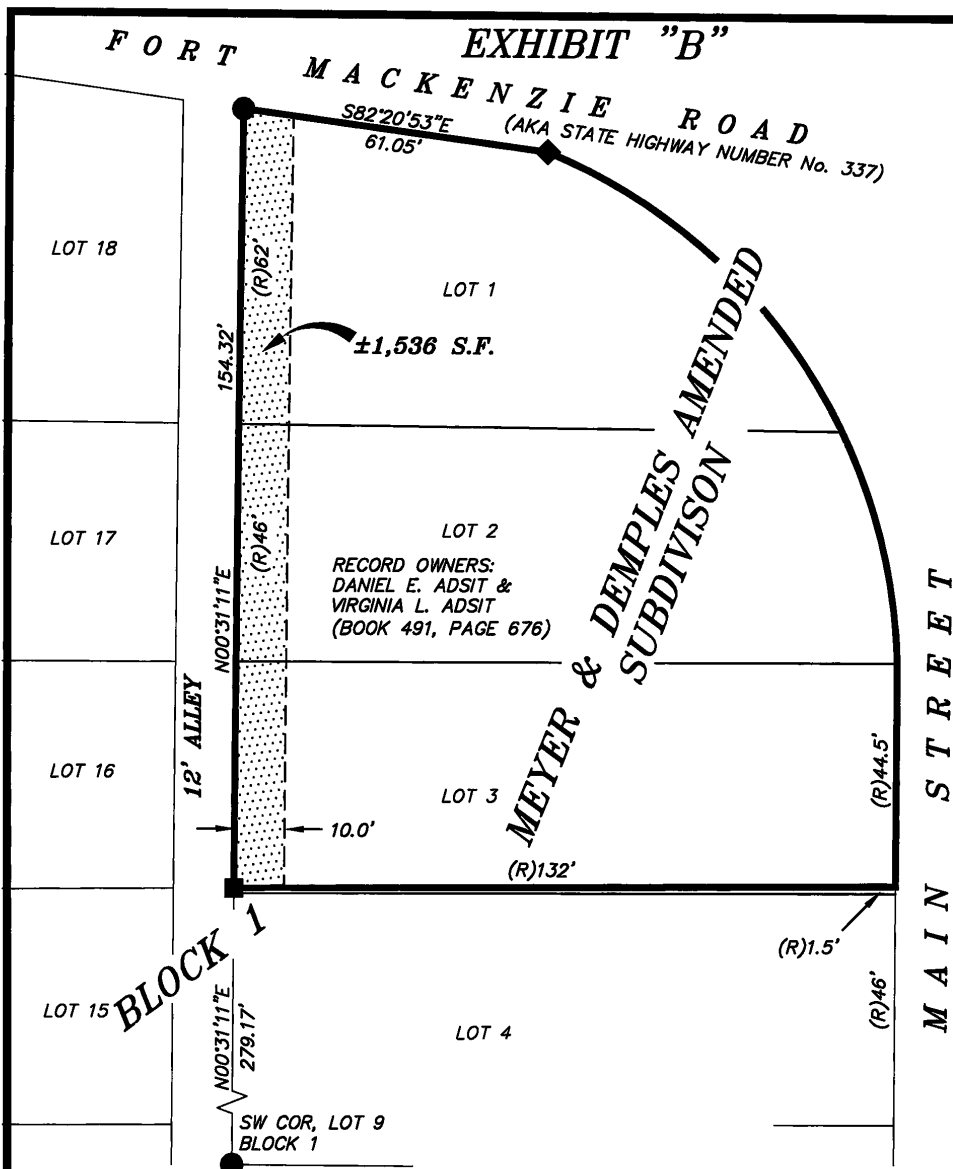 EXHIBIT "B"
FORT MACKENZIE ROAD
(AKA STATE HIGHWAY NUMBER No. 337)
S82°20'53"E
61.05'
LOT 18
(R)62'
LOT 1
±1,536 S.F.
154.32'
MEYER & DEMPLES AMENDED
SUBDIVISON
LOT 17
(R)46'
LOT 2
RECORD OWNERS:
DANIEL E. ADSIT &
VIRGINIA L. ADSIT
(BOOK 491, PAGE 676)
N00°31'11"E
MAIN STREET
12' ALLEY
LOT 16
LOT 3
(R)44.5'
10.0'
(R)132'
BLOCK 1
(R)1.5'
LOT 15
N00°31'11"E
279.17'
LOT 4
(R)46'
SW COR, LOT 9
BLOCK 1